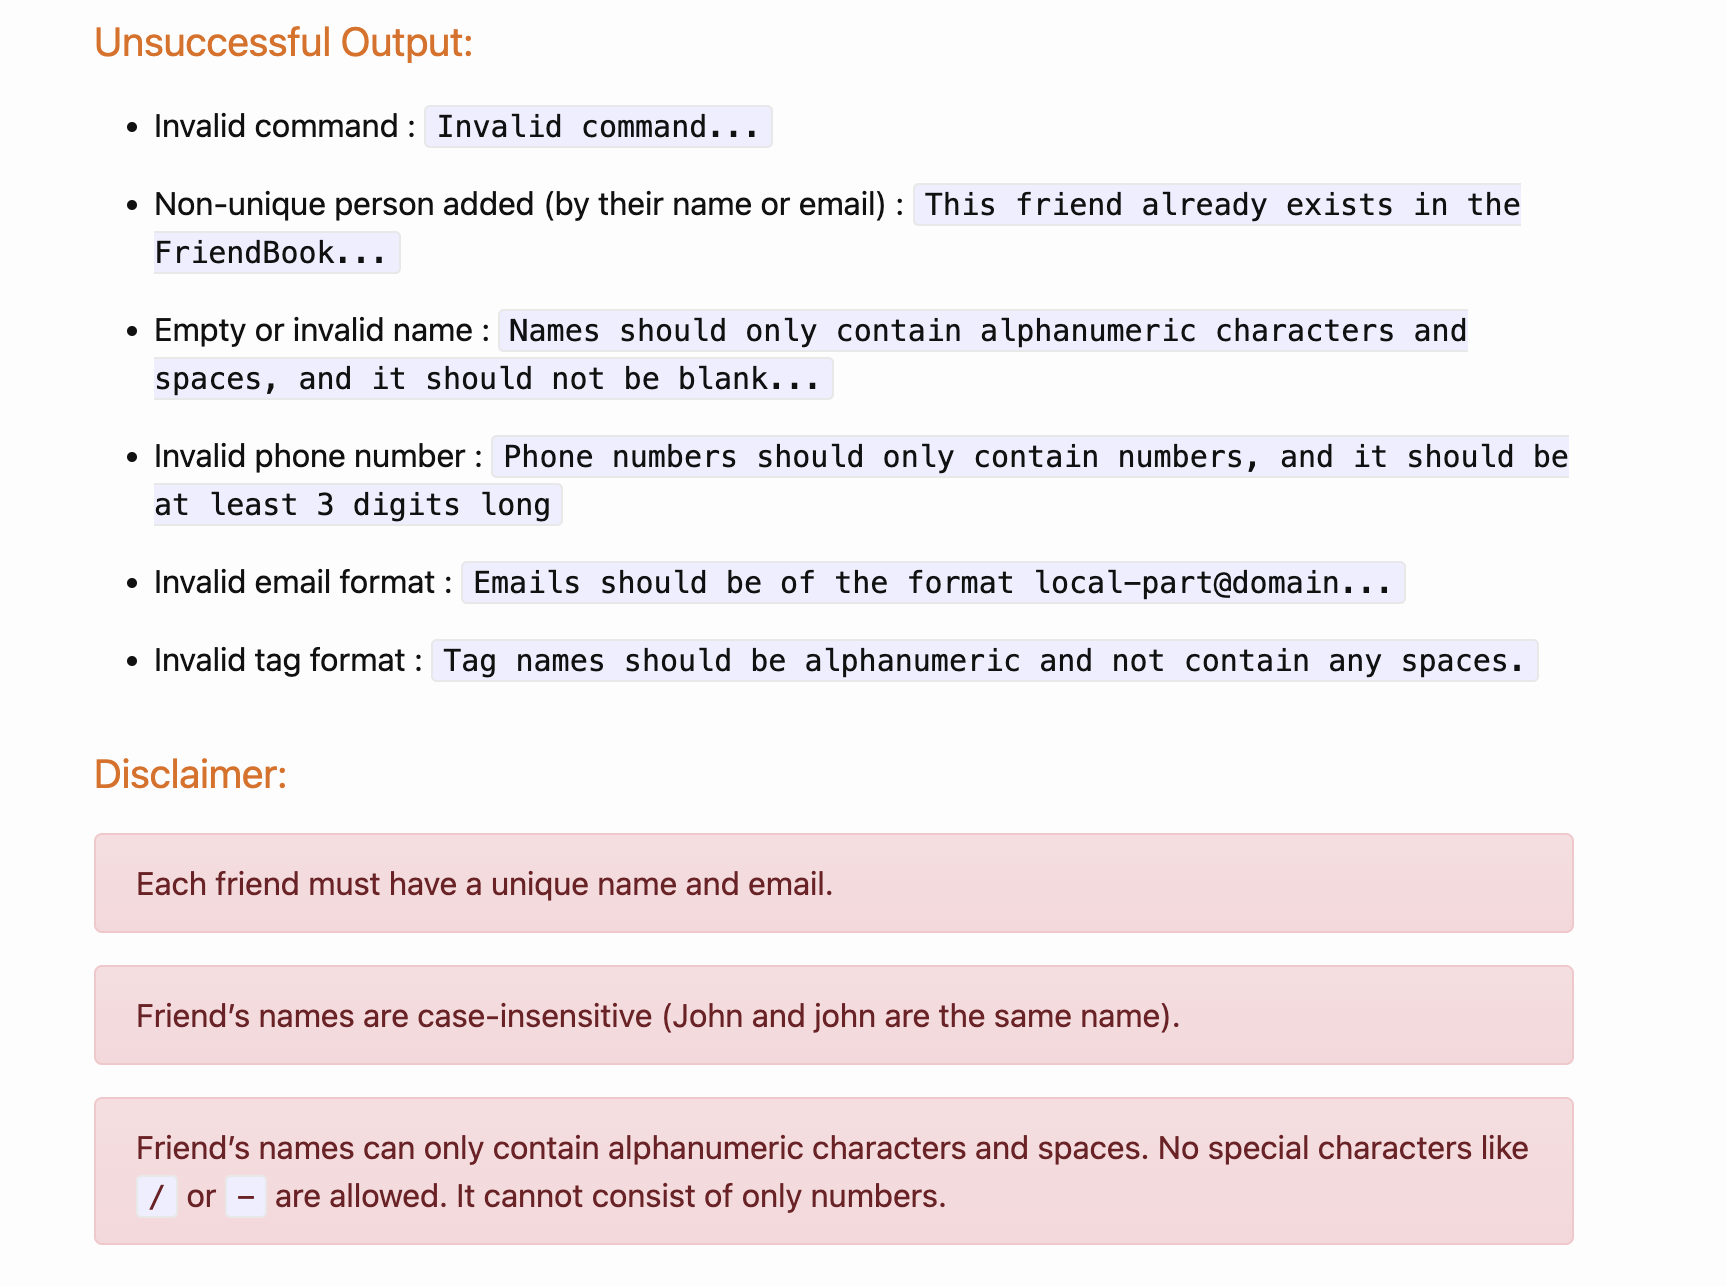 Unsuccessful Output:
• Invalid command : Invalid command...
• Non-unique person added (by their name or email) : This friend already exists in the
FriendBook...
• Empty or invalid name : Names should only contain alphanumeric characters and
spaces, and it should not be blank...
• Invalid phone number : Phone numbers should only contain numbers, and it should be
at least 3 digits long
• Invalid email format : Emails should be of the format local-part@domain...
• Invalid tag format : Tag names should be alphanumeric and not contain any spaces.
Disclaimer:
Each friend must have a unique name and email.
Friend’s names are case-insensitive (John and john are the same name).
Friend’s names can only contain alphanumeric characters and spaces. No special characters like
/ or - are allowed. It cannot consist of only numbers.